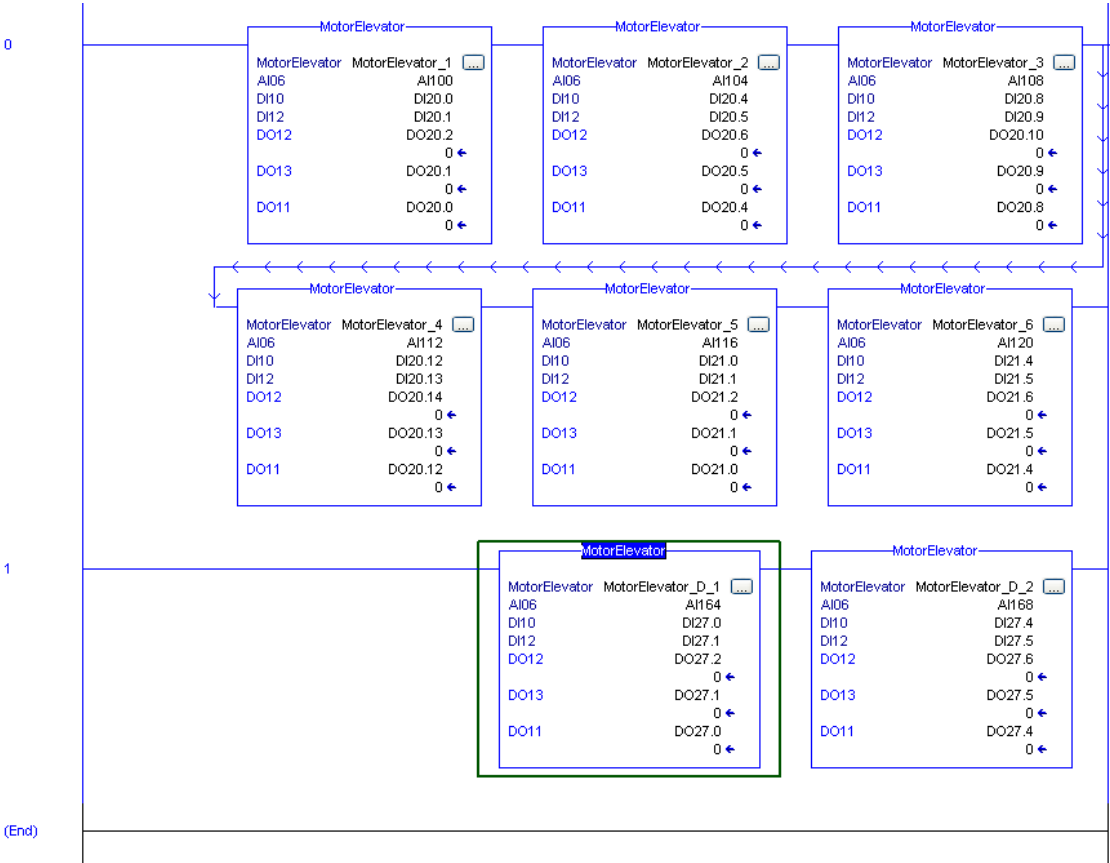 0
MotorElevator MotorElevator MotorElevator
MotorElevator MotorElevator_1 ... MotorElevator MotorElevator_2 ... MotorElevator MotorElevator_3 ...
AI06 AI100 AI06 AI104 AI06 AI108
DI10 DI20.0 DI10 DI20.4 DI10 DI20.8
DI12 DI20.1 DI12 DI20.5 DI12 DI20.9
DO12 DO20.2 DO12 DO20.6 DO12 DO20.10
0 0 0
DO13 DO20.1 DO13 DO20.5 DO13 DO20.9
0 0 0
DO11 DO20.0 DO11 DO20.4 DO11 DO20.8
0 0 0
MotorElevator MotorElevator MotorElevator
MotorElevator MotorElevator_4 ... MotorElevator MotorElevator_5 ... MotorElevator MotorElevator_6 ...
AI06 AI112 AI06 AI116 AI06 AI120
DI10 DI20.12 DI10 DI21.0 DI10 DI21.4
DI12 DI20.13 DI12 DI21.1 DI12 DI21.5
DO12 DO20.14 DO12 DO21.2 DO12 DO21.6
0 0 0
DO13 DO20.13 DO13 DO21.1 DO13 DO21.5
0 0 0
DO11 DO20.12 DO11 DO21.0 DO11 DO21.4
0 0 0
1
MotorElevator MotorElevator
MotorElevator MotorElevator_D_1 ... MotorElevator MotorElevator_D_2 ...
AI06 AI164 AI06 AI168
DI10 DI27.0 DI10 DI27.4
DI12 DI27.1 DI12 DI27.5
DO12 DO27.2 DO12 DO27.6
0 0
DO13 DO27.1 DO13 DO27.5
0 0
DO11 DO27.0 DO11 DO27.4
0 0
(End)